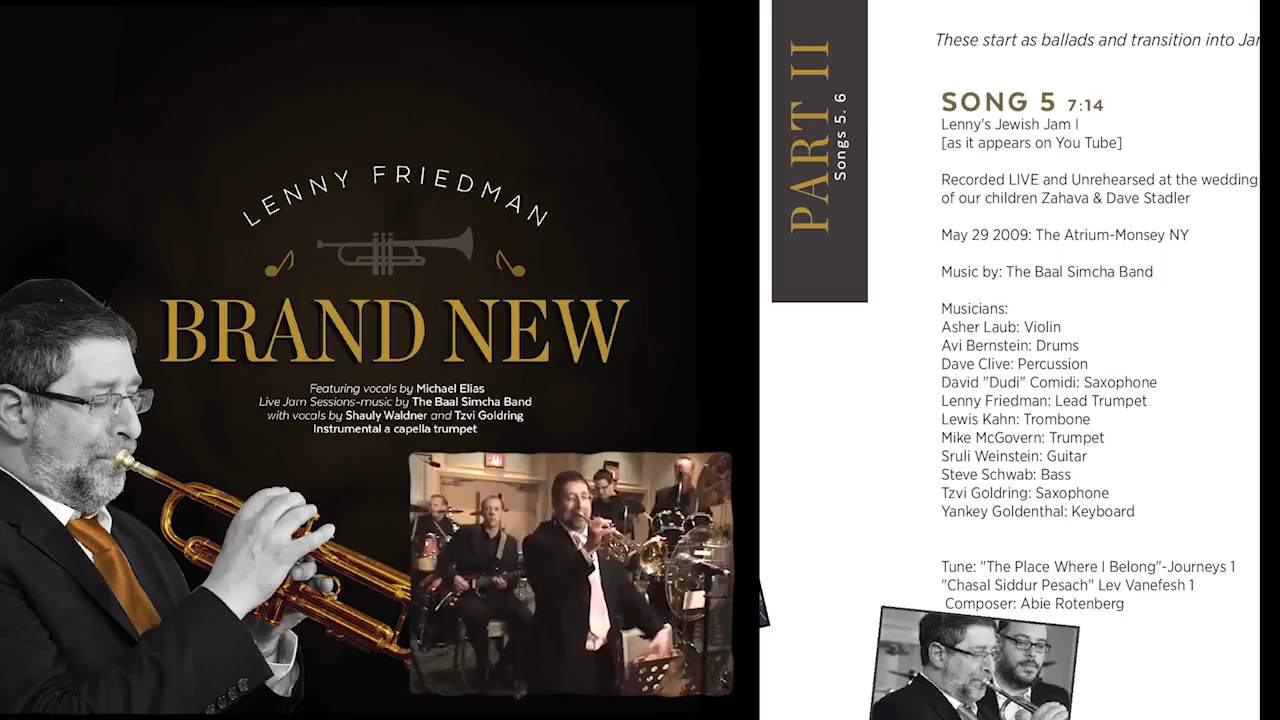 LENNY FRIEDMAN
BRAND NEW
Featuring vocals by Michael Elias
Live Jam Sessions-music by The Baal Simcha Band
with vocals by Shauly Waldner and Tzvi Goldring
Instrumental a capella trumpet
PART II
Songs 5. 6
These start as ballads and transition into
SONG 5 7:14
Lenny's Jewish Jam I
[as it appears on You Tube]
Recorded LIVE and Unrehearsed at the wedding
of our children Zahava & Dave Stadler
May 29 2009: The Atrium-Monsey NY
Music by: The Baal Simcha Band
Musicians:
Asher Laub: Violin
Avi Bernstein: Drums
Dave Clive: Percussion
David "Dudi" Comidi: Saxophone
Lenny Friedman: Lead Trumpet
Lewis Kahn: Trombone
Mike McGovern: Trumpet
Sruli Weinstein: Guitar
Steve Schwab: Bass
Tzvi Goldring: Saxophone
Yankey Goldenthal: Keyboard
Tune: "The Place Where I Belong"-Journeys 1
"Chasal Siddur Pesach" Lev Vanefesh 1
Composer: Abie Rotenberg